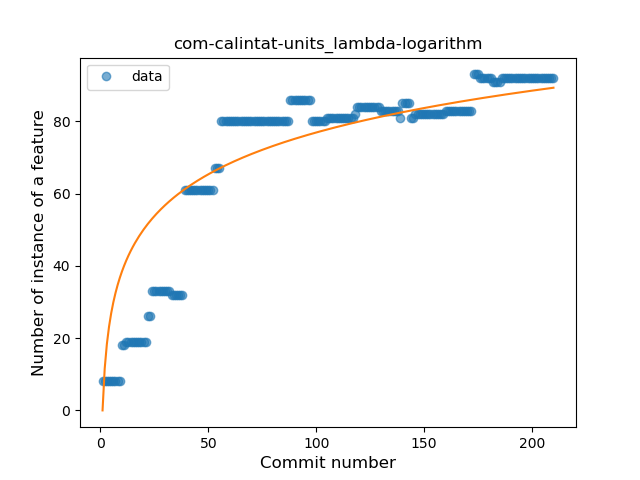 com-calintat-units_lambda-logarithm
data
Number of instance of a feature
80
60
40
20
0
0 50 100 150 200
Commit number